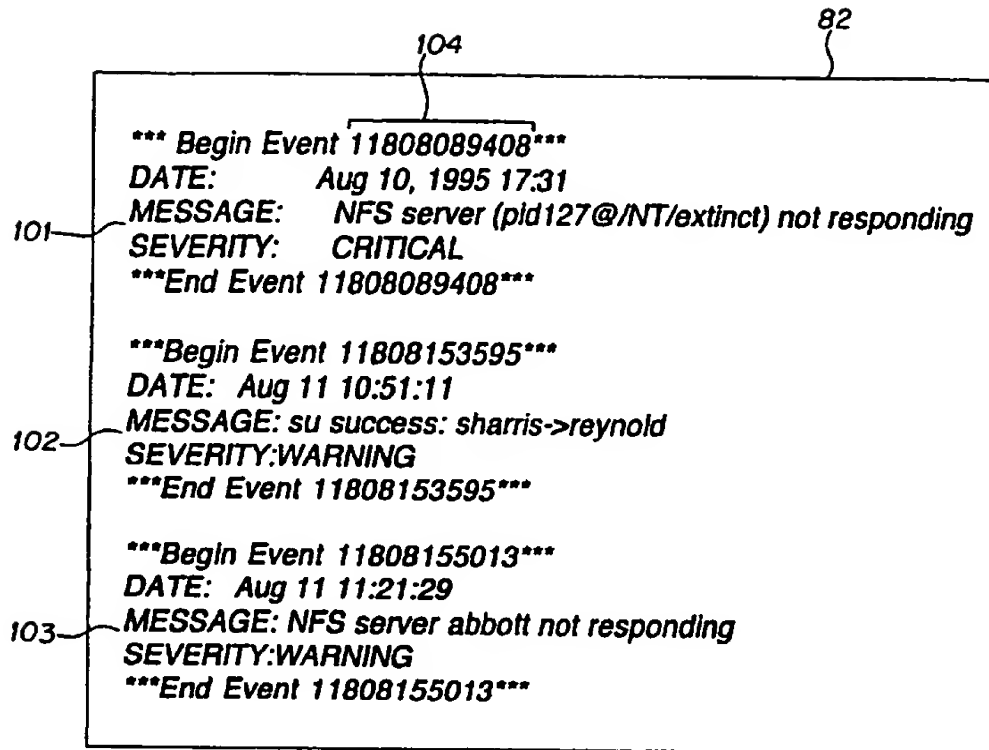 82
104
*** Begin Event 11808089408***
DATE: Aug 10, 1995 17:31
101 MESSAGE: NFS server (pid127@/NT/extinct) not responding
SEVERITY: CRITICAL
***End Event 11808089408***
***Begin Event 11808153595***
DATE: Aug 11 10:51:11
102 MESSAGE: su success: sharris->reynold
SEVERITY:WARNING
***End Event 11808153595***
***Begin Event 11808155013***
DATE: Aug 11 11:21:29
103 MESSAGE: NFS server abbott not responding
SEVERITY:WARNING
***End Event 11808155013***